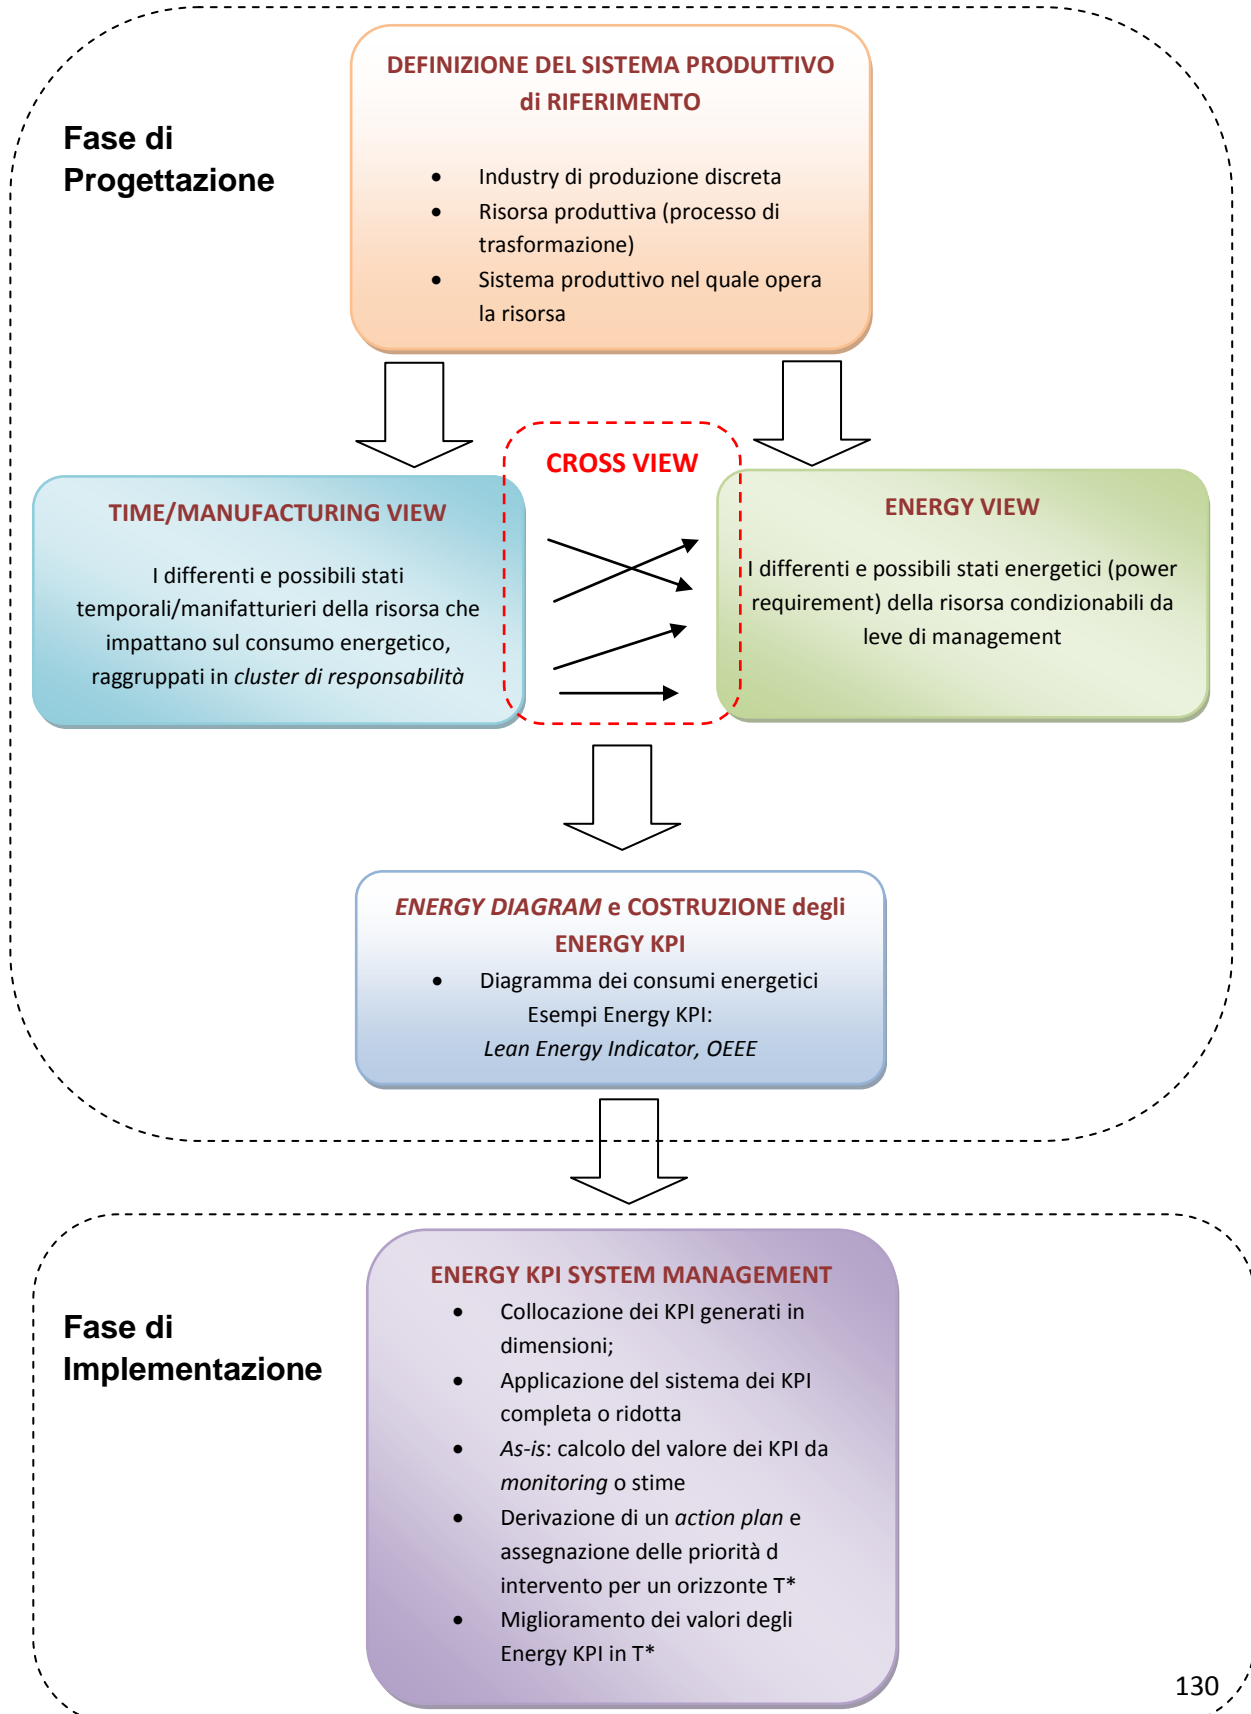 DEFINIZIONE DEL SISTEMA PRODUTTIVO
di RIFERIMENTO
Fase di
Progettazione
• Industry di produzione discreta
• Risorsa produttiva (processo di
trasformazione)
• Sistema produttivo nel quale opera
la risorsa
CROSS VIEW
TIME/MANUFACTURING VIEW
I differenti e possibili stati
temporali/manifatturieri della risorsa che
impattano sul consumo energetico,
raggruppati in cluster di responsabilità
ENERGY VIEW
I differenti e possibili stati energetici (power
requirement) della risorsa condizionabili da
leve di management
ENERGY DIAGRAM e COSTRUZIONE degli
ENERGY KPI
• Diagramma dei consumi energetici
Esempi Energy KPI:
Lean Energy Indicator, OEEE
Fase di
Implementazione
ENERGY KPI SYSTEM MANAGEMENT
• Collocazione dei KPI generati in
dimensioni;
• Applicazione del sistema dei KPI
completa o ridotta
• As-is: calcolo del valore dei KPI da
monitoring o stime
• Derivazione di un action plan e
assegnazione delle priorità d
intervento per un orizzonte T*
• Miglioramento dei valori degli
Energy KPI in T*
130